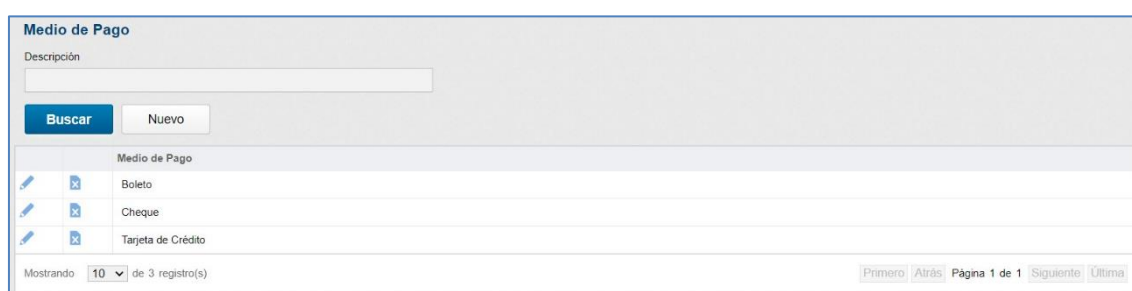 Medio de Pago
Descripción
Buscar Nuevo
Medio de Pago
Boleto
Cheque
Tarjeta de Crédito
Mostrando 10 de 3 registro(s) Primero Atrás Página 1 de 1 Siguiente Última